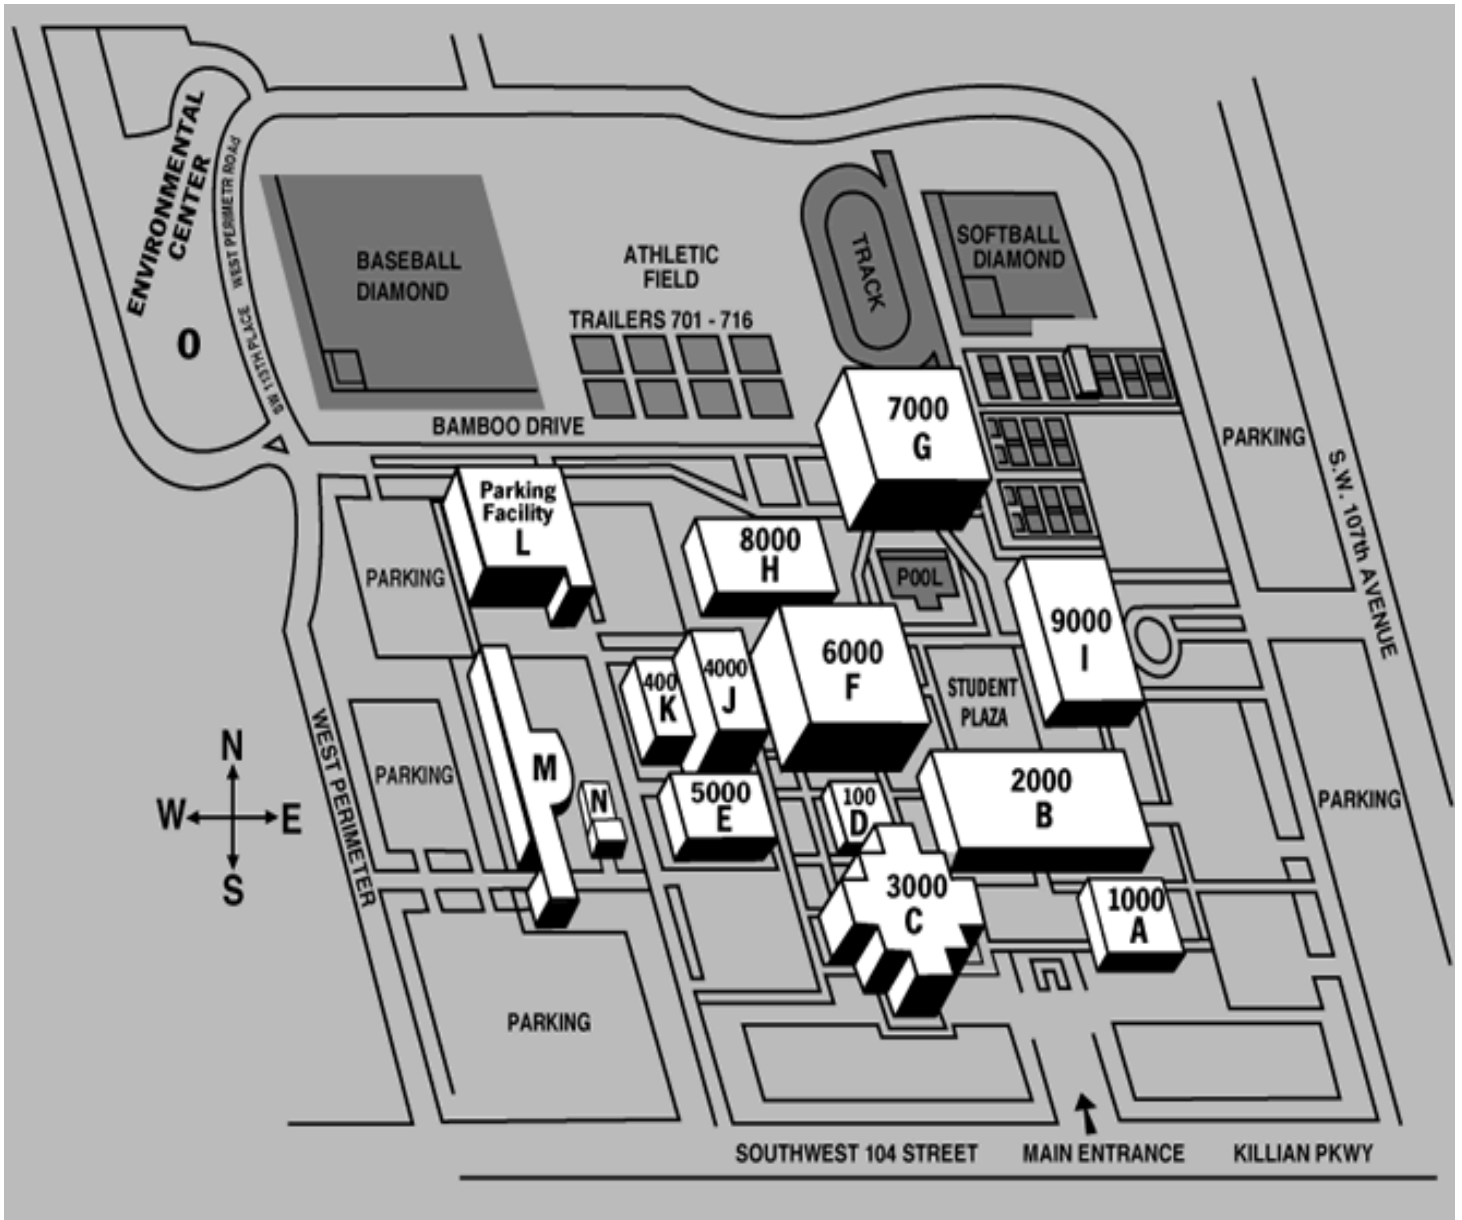 ENVIRONMENTAL
CENTER
O
WEST PERIMETR ROAD
SW 113TH PLACE
BASEBALL
DIAMOND
ATHLETIC
FIELD
TRAILERS 701 - 716
TRACK
SOFTBALL
DIAMOND
BAMBOO DRIVE
7000
G
PARKING
S.W. 107th AVENUE
Parking
Facility
L
8000
H
POOL
PARKING
9000
I
6000
F
4000
J
400
K
STUDENT
PLAZA
WEST PERIMETER
PARKING
M
N
5000
E
100
D
2000
B
PARKING
N
W
E
S
3000
C
1000
A
PARKING
SOUTHWEST 104 STREET
MAIN ENTRANCE
KILLIAN PKWY